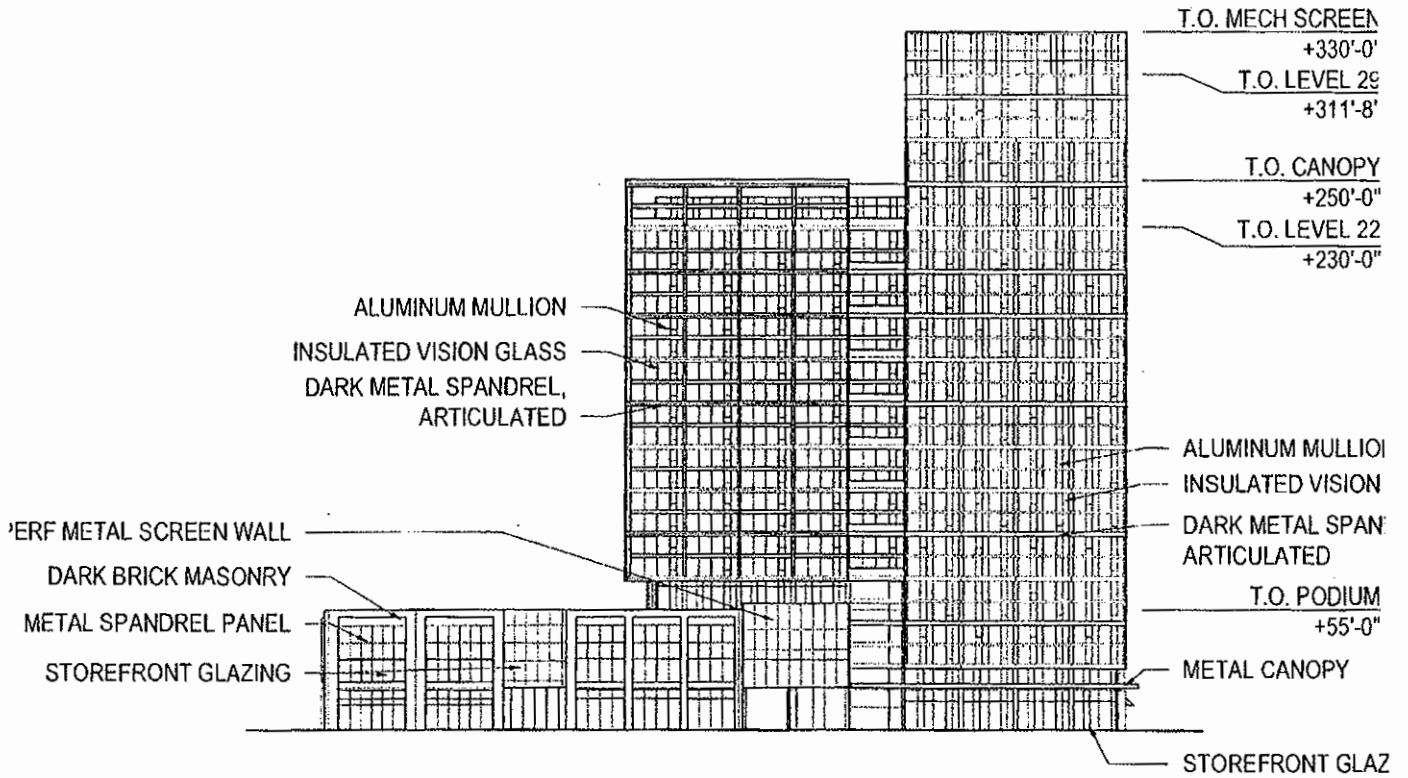 T.O. MECH SCREEN
+330'-0'
T.O. LEVEL 29
+311'-8'
T.O. CANOPY
+250'-0"
T.O. LEVEL 22
+230'-0"
ALUMINUM MULLION
INSULATED VISION GLASS
DARK METAL SPANDREL,
ARTICULATED
ALUMINUM MULLIO
INSULATED VISION
DARK METAL SPAN
ARTICULATED
PERF METAL SCREEN WALL
DARK BRICK MASONRY
METAL SPANDREL PANEL
STOREFRONT GLAZING
T.O. PODIUM
+55'-0"
METAL CANOPY
STOREFRONT GLAZ